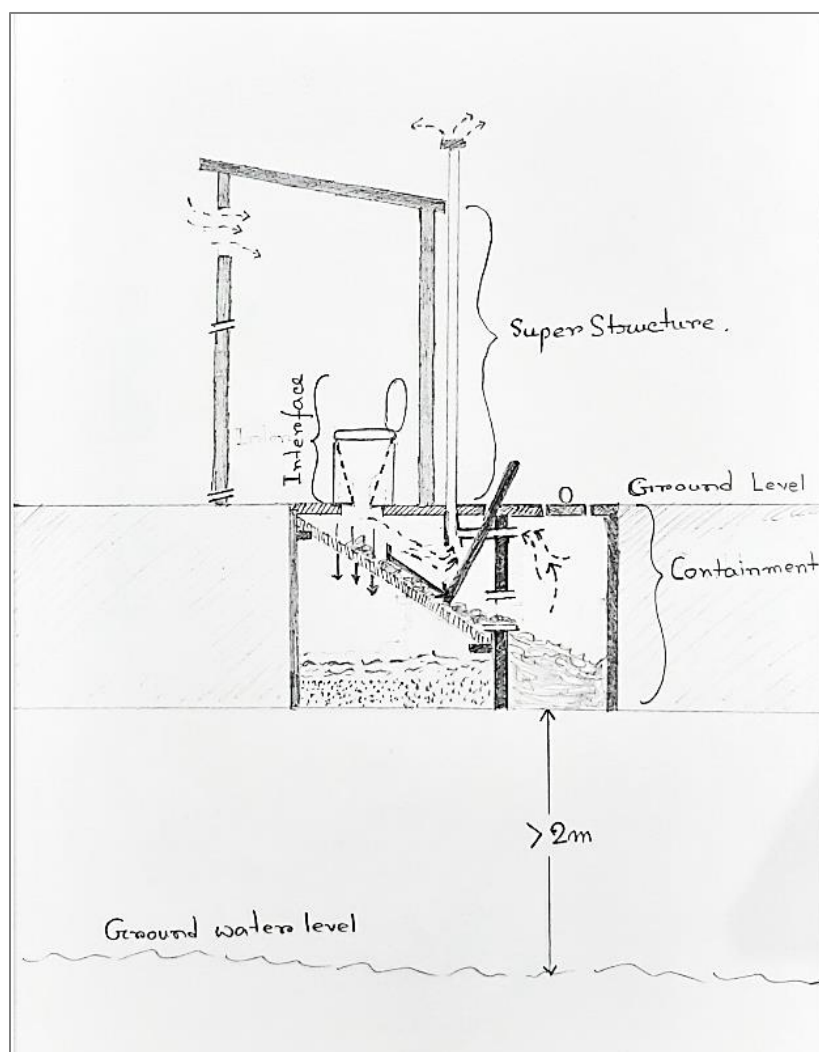 Super Structure.
Interface
Ground Level
Containment
>2m
Ground water level